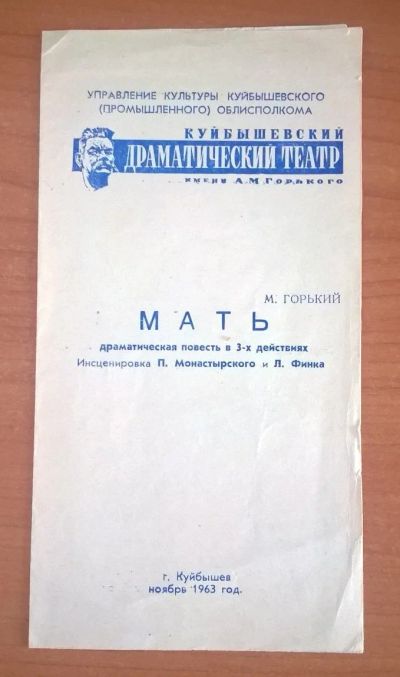 УПРАВЛЕНИЕ КУЛЬТУРЫ КУЙБЫШЕВСКОГО
(ПРОМЫШЛЕННОГО) ОБЛИСПОЛКОМА
КУЙБЫШЕВСКИЙ
ДРАМАТИЧЕСКИЙ ТЕАТР
ИМЕНИ А.М ГОРЬКОГО
М. ГОРЬКИЙ
МАТЬ
драматическая повесть в 3-х действиях
Инсценировка П. Монастырского и Л. Финка
г. Куйбышев
ноябрь 1963 год.